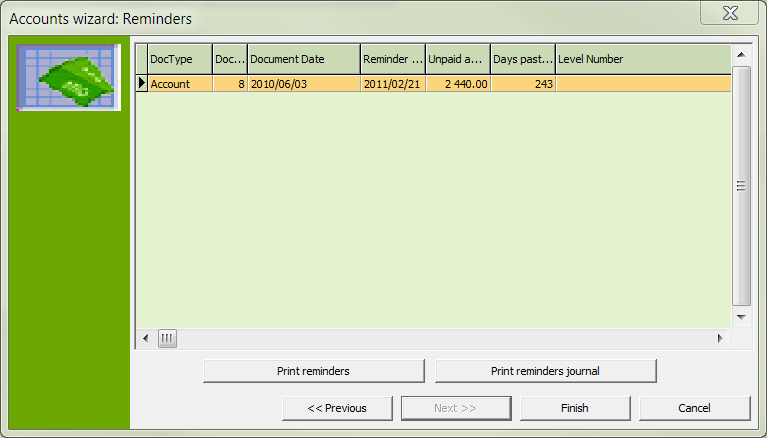 Accounts wizard: Reminders
DocType Doc... Document Date Reminder ... Unpaid a... Days past... Level Number
Account 8 2010/06/03 2011/02/21 2 440.00 243
Print reminders Print reminders journal
<< Previous Next >> Finish Cancel